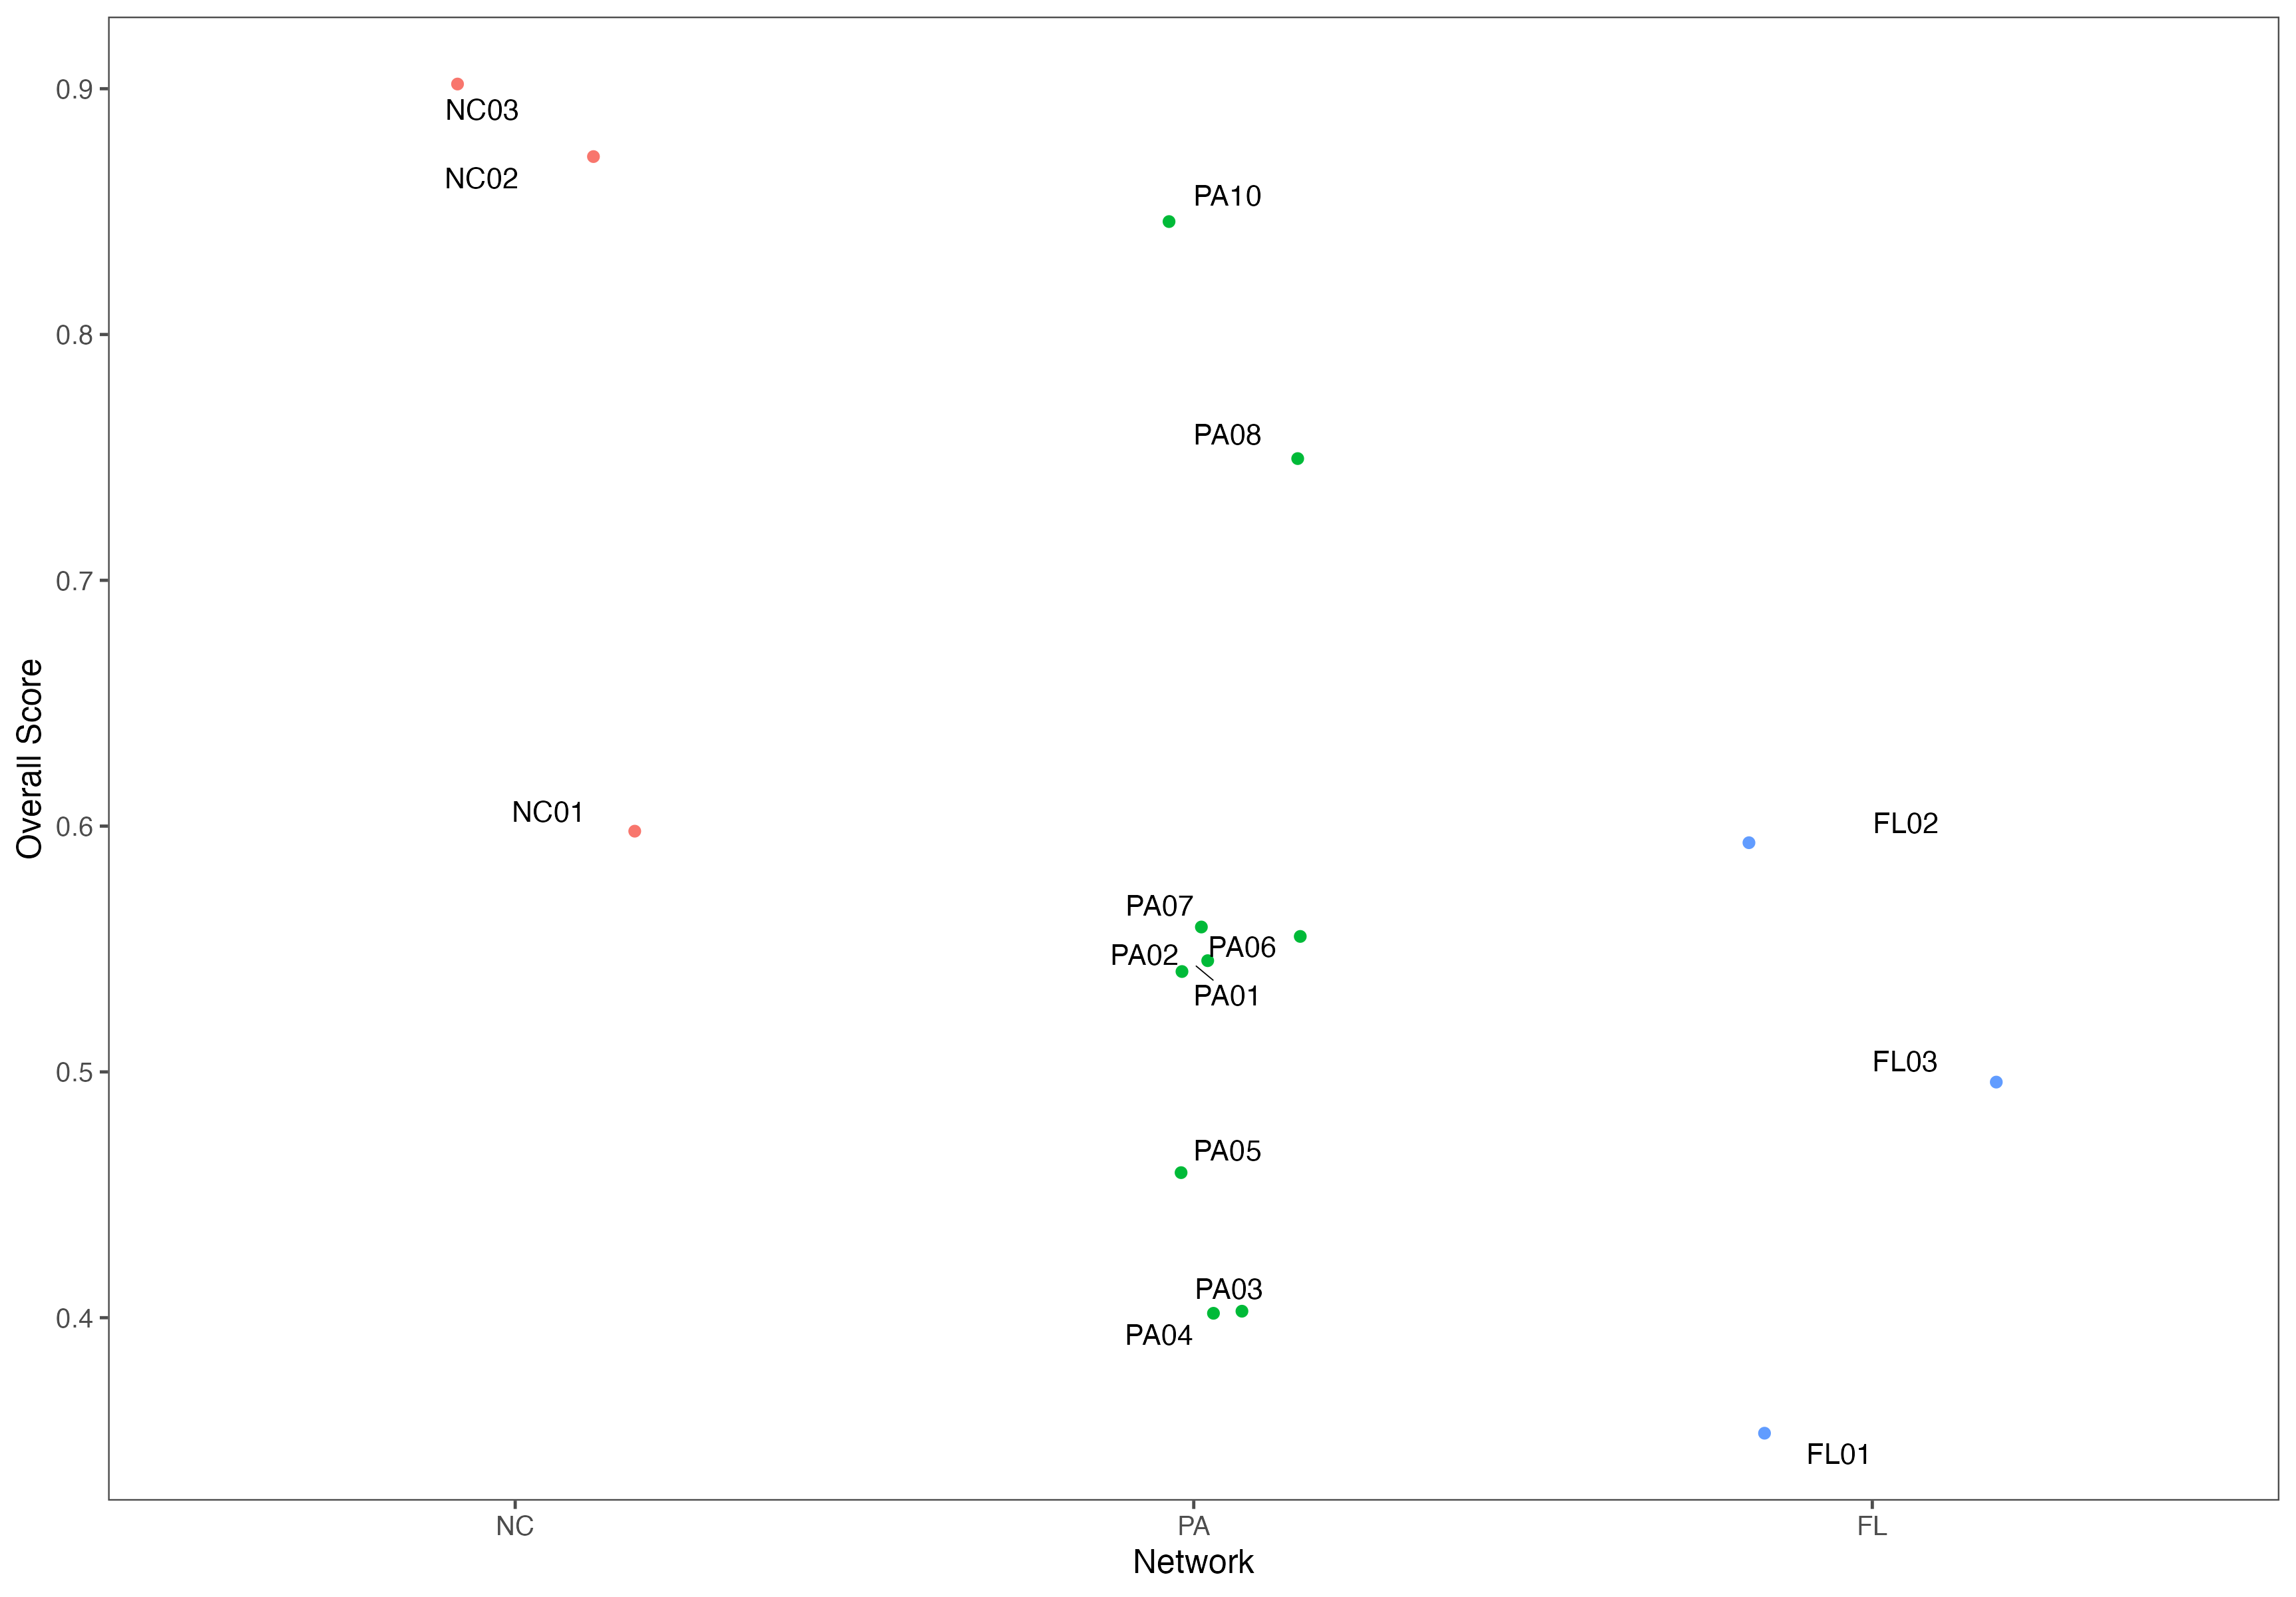 0.9
NC03
NC02
PA10
0.8
PA08
0.7
Overall Score
NC01
0.6
FL02
PA07
PA06
PA02
PA01
0.5
FL03
PA05
PA03
0.4
PA04
FL01
NC
PA
FL
Network